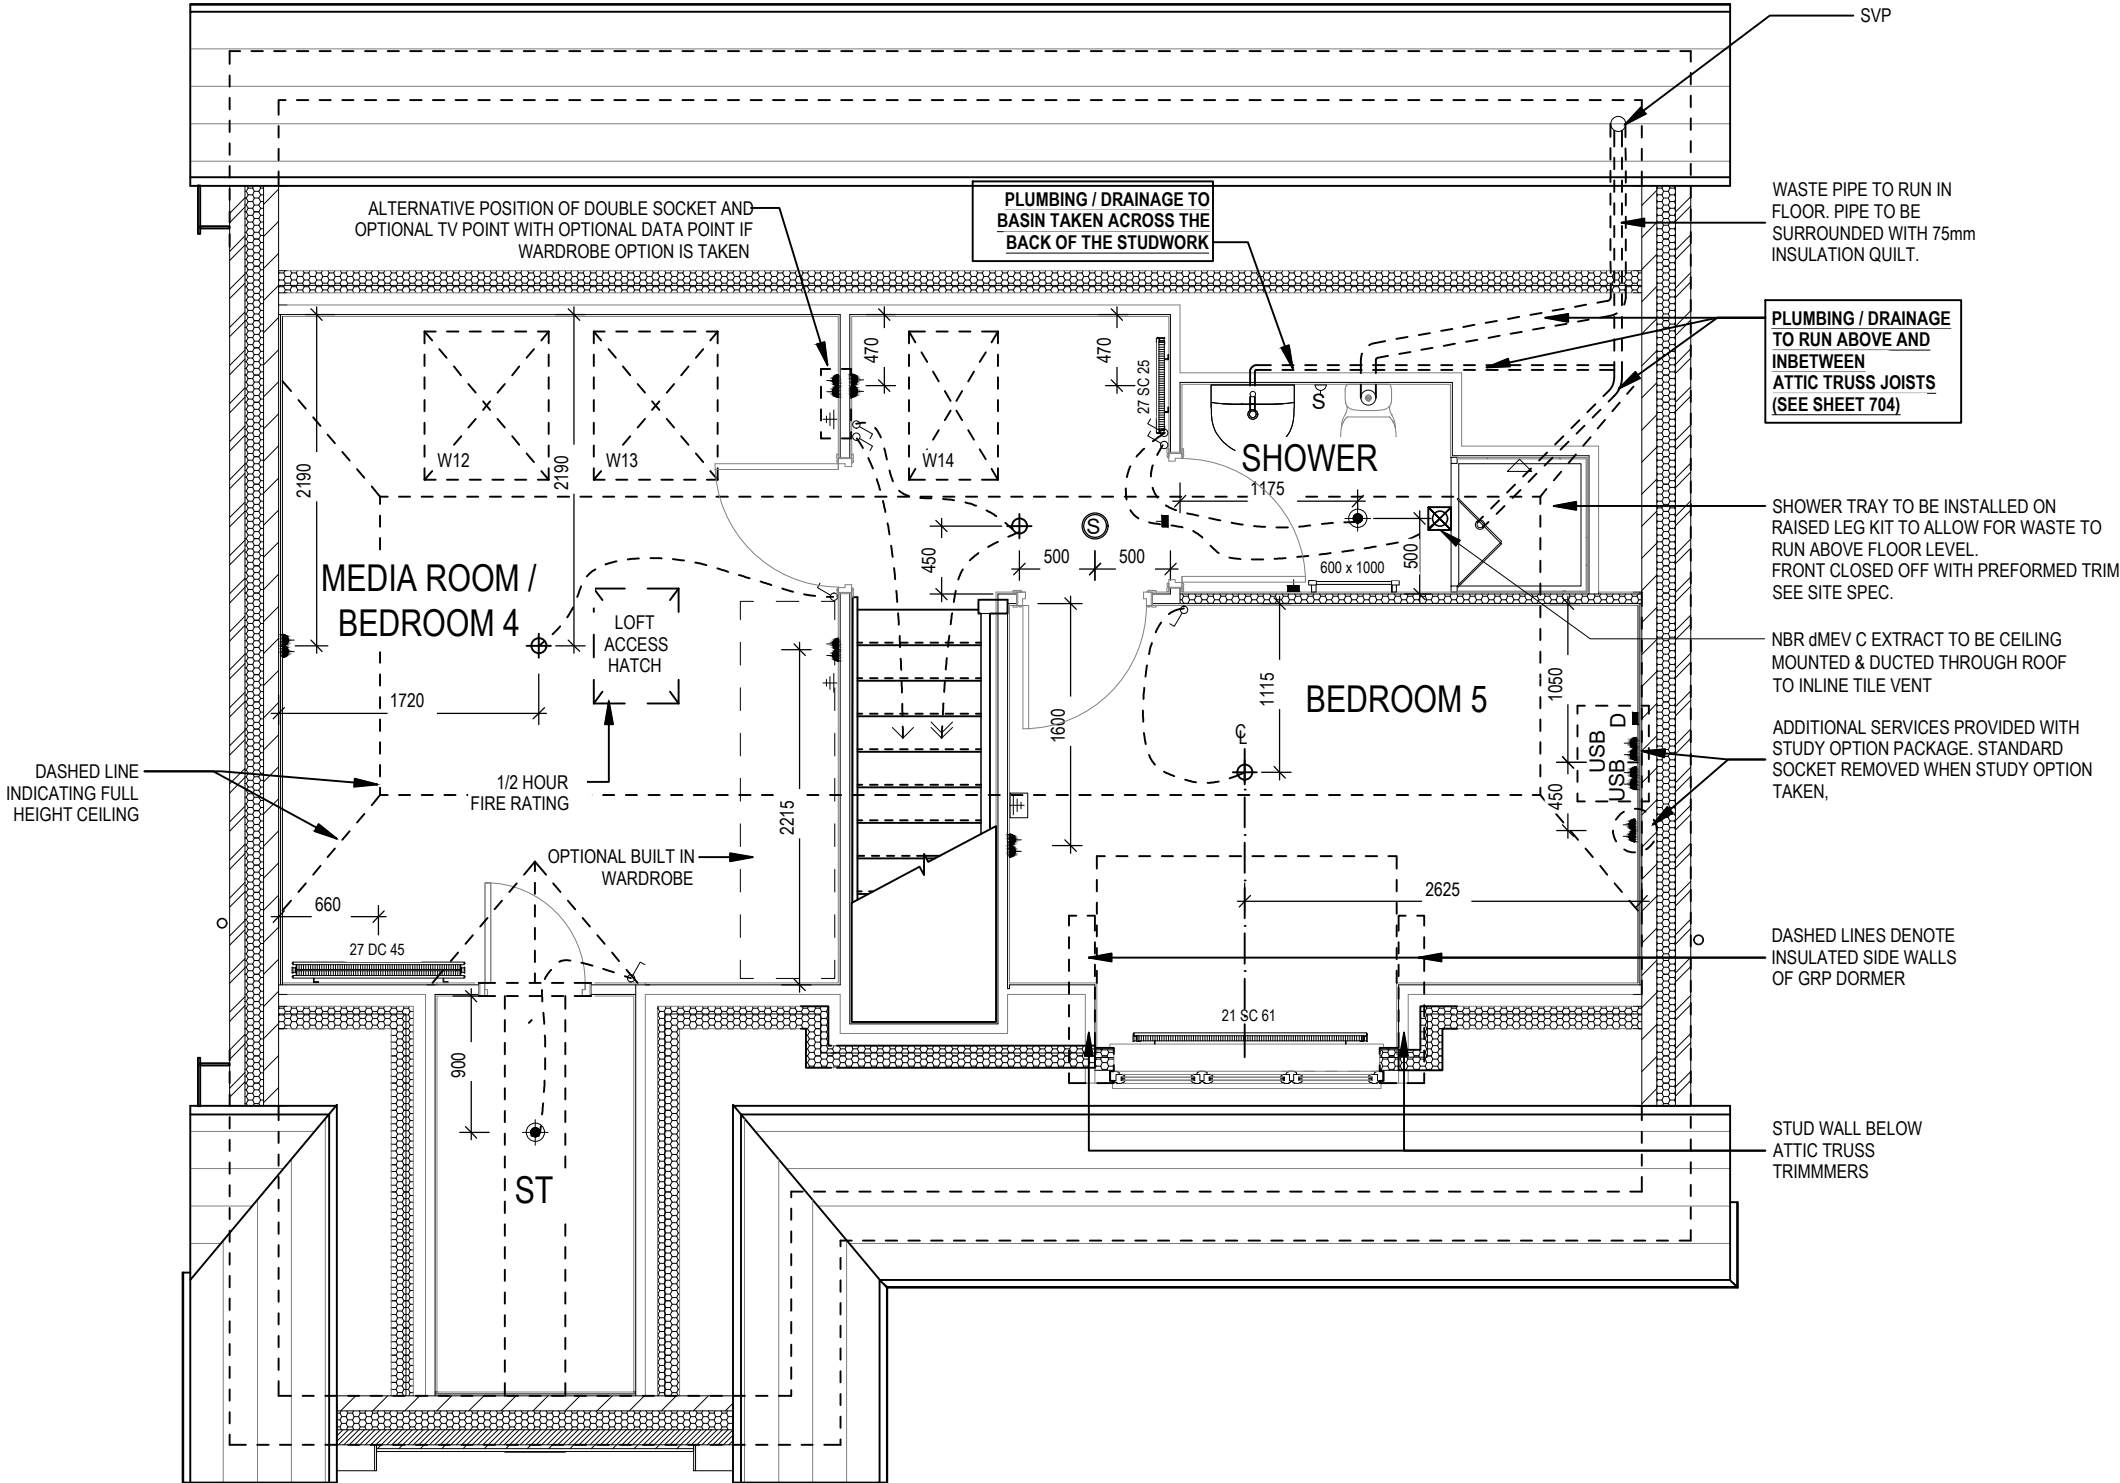 SVP
ALTERNATIVE POSITION OF DOUBLE SOCKET AND
OPTIONAL TV POINT WITH OPTIONAL DATA POINT IF
WARDROBE OPTION IS TAKEN
PLUMBING / DRAINAGE TO
BASIN TAKEN ACROSS THE
BACK OF THE STUDWORK
WASTE PIPE TO RUN IN
FLOOR. PIPE TO BE
SURROUNDED WITH 75mm
INSULATION QUILT.
PLUMBING / DRAINAGE
TO RUN ABOVE AND
INBETWEEN
ATTIC TRUSS JOISTS
(SEE SHEET 704)
470
470
27 SC 25
S
W12
W13
W14
2190
2190
SHOWER
1175
S
450
500
500
500
600 x 1000
SHOWER TRAY TO BE INSTALLED ON
RAISED LEG KIT TO ALLOW FOR WASTE TO
RUN ABOVE FLOOR LEVEL.
FRONT CLOSED OFF WITH PREFORMED TRIM
SEE SITE SPEC.
MEDIA ROOM /
BEDROOM 4
LOFT
ACCESS
HATCH
NBR dMEV C EXTRACT TO BE CEILING
MOUNTED & DUCTED THROUGH ROOF
TO INLINE TILE VENT
1720
1600
1115
BEDROOM 5
1050
USB
USB
D
450
ADDITIONAL SERVICES PROVIDED WITH
STUDY OPTION PACKAGE. STANDARD
SOCKET REMOVED WHEN STUDY OPTION
TAKEN,
DASHED LINE
INDICATING FULL
HEIGHT CEILING
1/2 HOUR
FIRE RATING
2215
OPTIONAL BUILT IN
WARDROBE
660
2625
27 DC 45
DASHED LINES DENOTE
INSULATED SIDE WALLS
OF GRP DORMER
21 SC 61
900
ST
STUD WALL BELOW
ATTIC TRUSS
TRIMMMERS